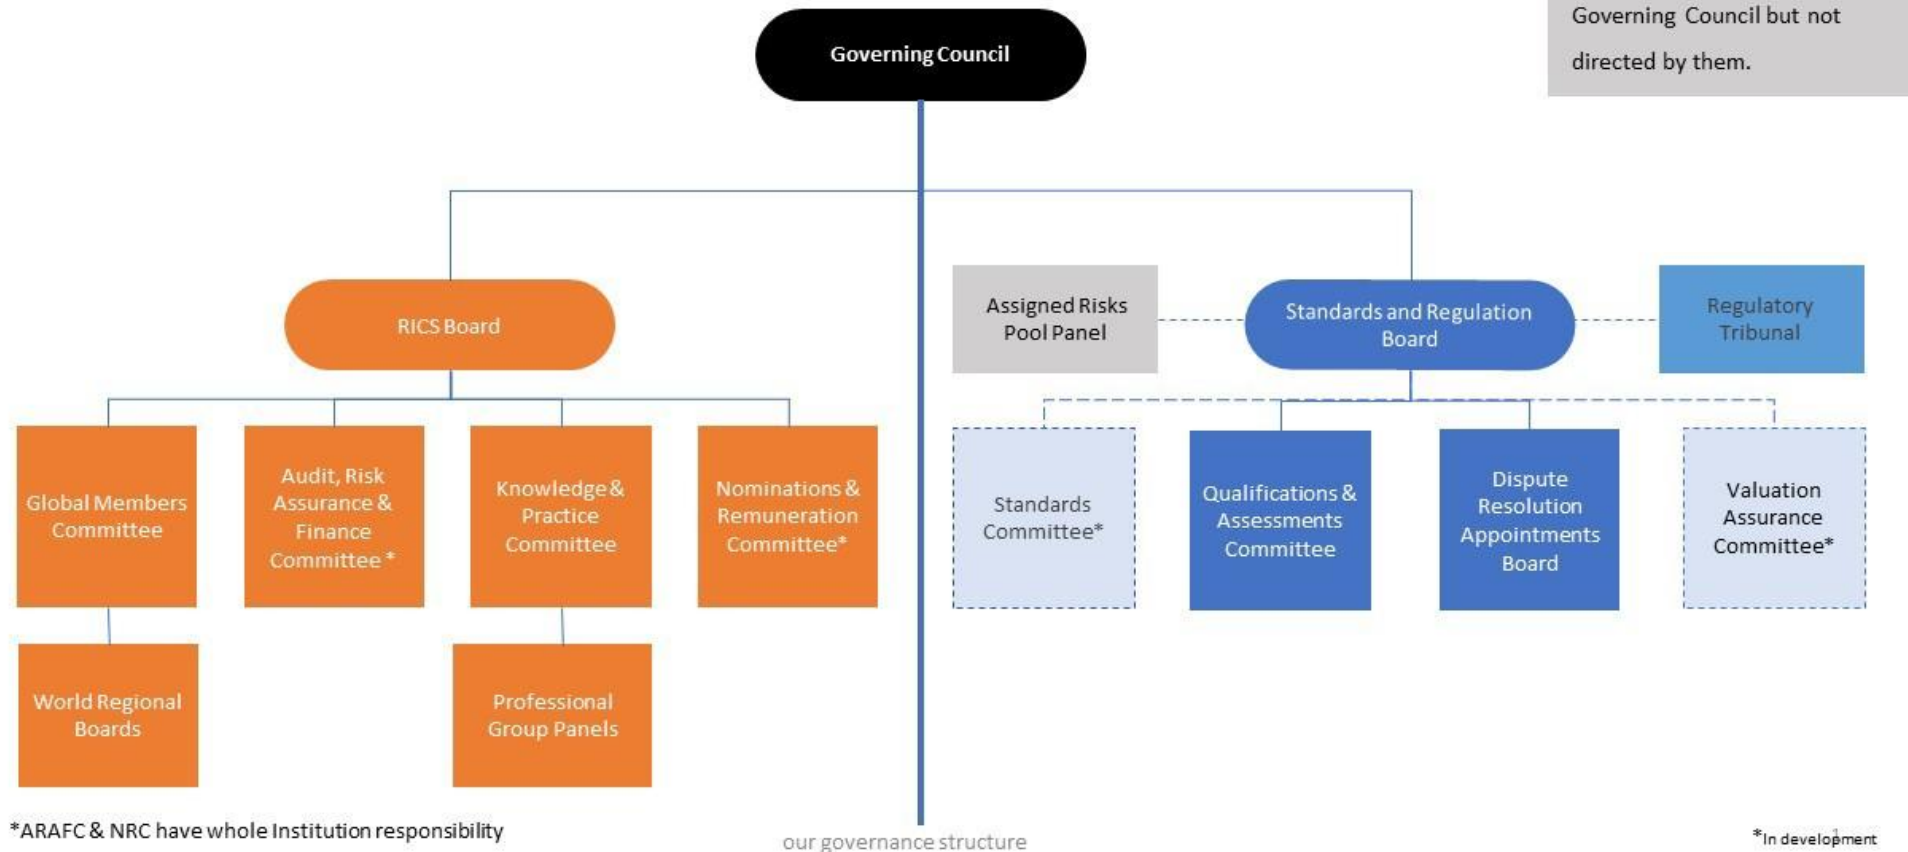 Governing Council but not
directed by them.
Governing Council
RICS Board
Assigned Risks
Pool Panel
Standards and Regulation
Board
Regulatory
Tribunal
Global Members
Committee
Audit, Risk
Assurance &
Finance
Committee *
Knowledge &
Practice
Committee
Nominations &
Remuneration
Committee*
Standards
Committee*
Qualifications &
Assessments
Committee
Dispute
Resolution
Appointments
Board
Valuation
Assurance
Committee*
World Regional
Boards
Professional
Group Panels
*ARAFC & NRC have whole Institution responsibility
our governance structure
*In development
1